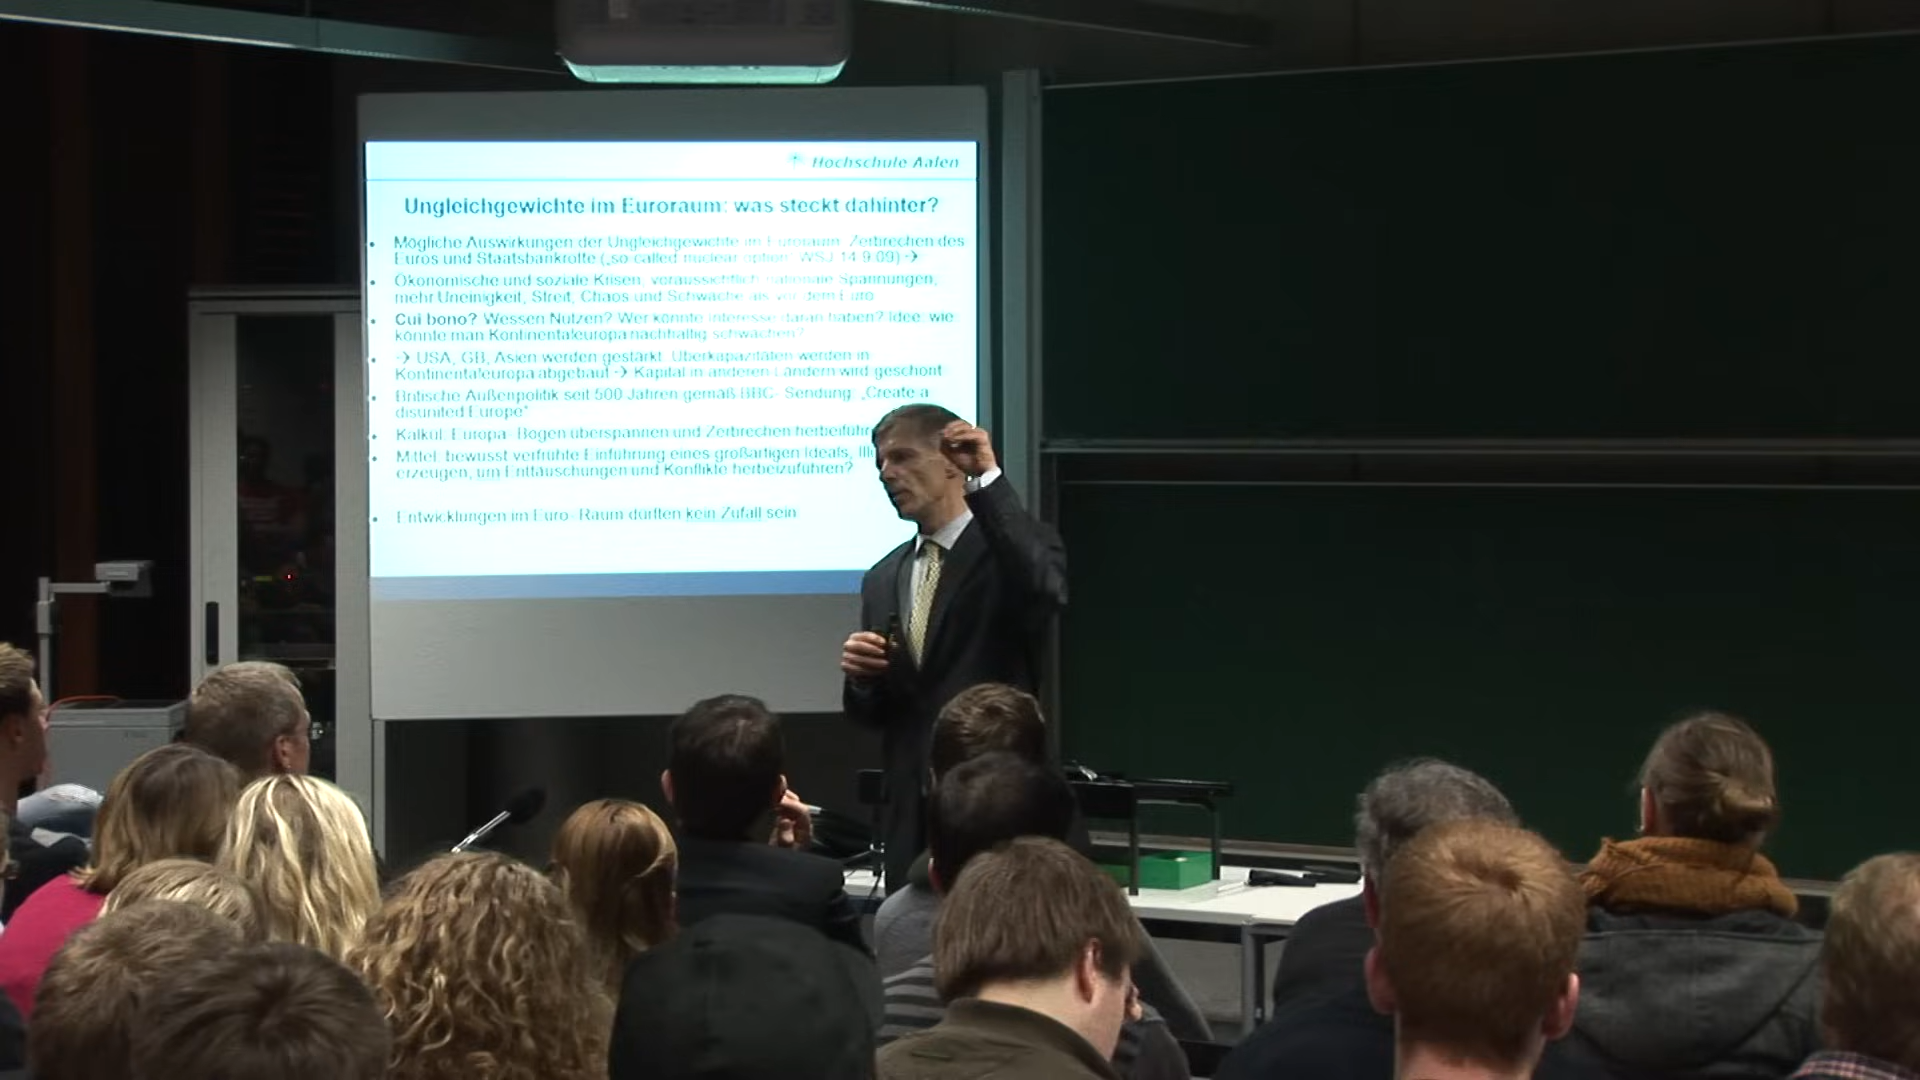 Hochschule Aalen
Ungleichgewichte im Euroraum: was steckt dahinter?
Mögliche Auswirkungen der Ungleichgewichte im Euroraum: Zerbrechen des
Euros und Staatsbankrotte („so called nuclear option" WSJ 14.9.09) →
Ökonomische und soziale Krisen, voraussichtlich nationale Spannungen,
mehr Uneinigkeit, Streit, Chaos und Schwäche als vor dem Euro
Cui bono? Wessen Nutzen? Wer könnte Interesse daran haben? Idee: wie
könnte man Kontinentaleuropa nachhaltig schwächen?
→ USA, GB, Asien werden gestärkt: Überkapazitäten werden in
Kontinentaleuropa abgebaut → Kapital in anderen Ländern wird geschont
Britische Außenpolitik seit 500 Jahren gemäß BBC- Sendung: „Create a
disunited Europe"
Kalkül: Europa- Bogen überspannen und Zerbrechen herbeiführ
Mittel: bewusst verfrühte Einführung eines großartigen Ideals, Ill
erzeugen, um Enttäuschungen und Konflikte herbeizuführen?
Entwicklungen im Euro- Raum dürften kein Zufall sein